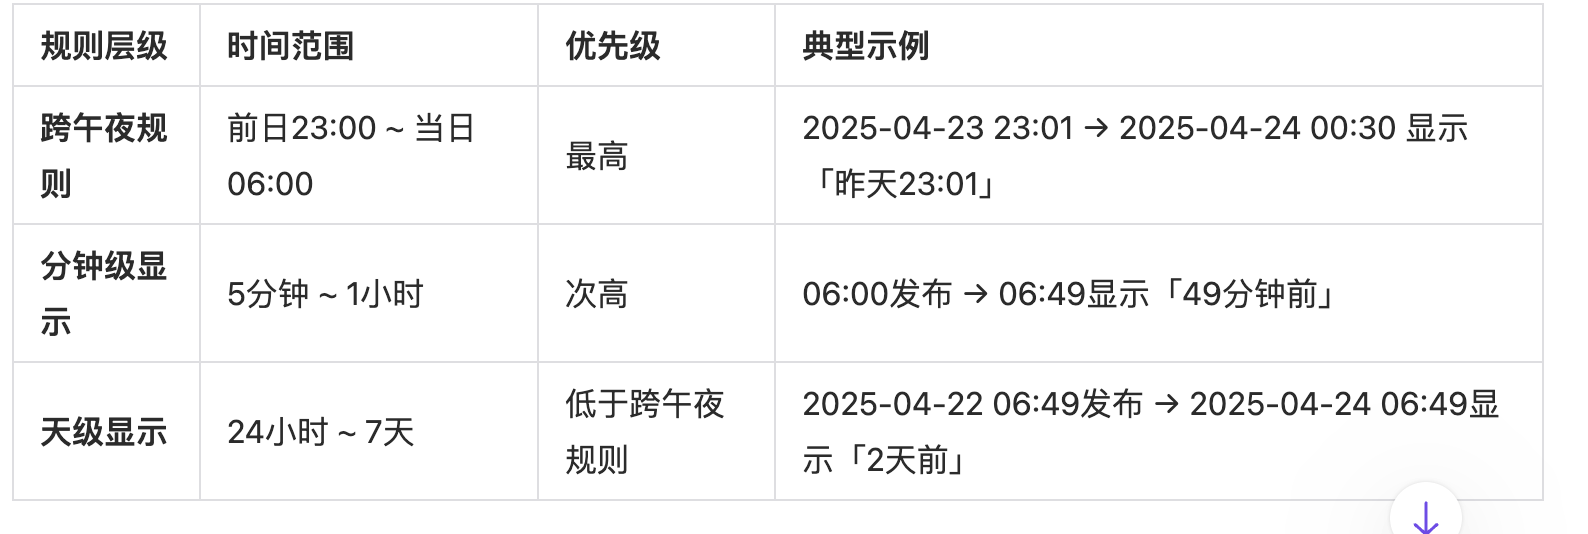 规则层级 时间范围 优先级 典型示例
跨午夜规
则
前日23:00 ~ 当日
06:00
最高
2025-04-23 23:01 → 2025-04-24 00:30 显示
「昨天23:01」
分钟级显
示
5分钟 ~ 1小时
次高
06:00发布 → 06:49显示「49分钟前」
天级显示
24小时 ~ 7天
低于跨午夜
规则
2025-04-22 06:49发布 → 2025-04-24 06:49显
示「2天前」